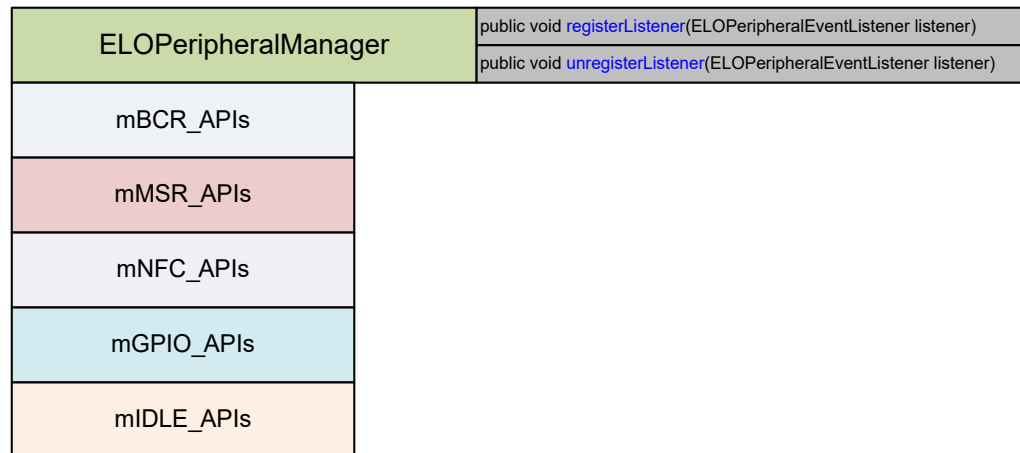 ELOPeripheralManager
public void registerListener(ELOPeripheralEventListener listener)
public void unregisterListener(ELOPeripheralEventListener listener)
mBCR_APIs
mMSR_APIs
mNFC_APIs
mGPIO_APIs
mIDLE_APIs